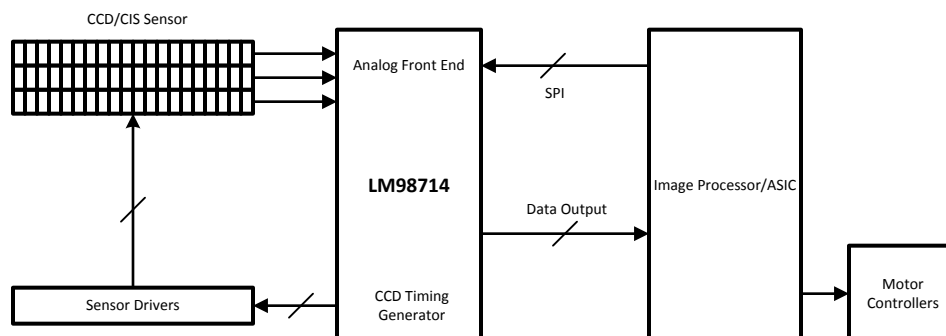 CCD/CIS Sensor
Analog Front End
SPI
LM98714
Image Processor/ASIC
Data Output
Sensor Drivers
CCD Timing
Generator
Motor
Controllers